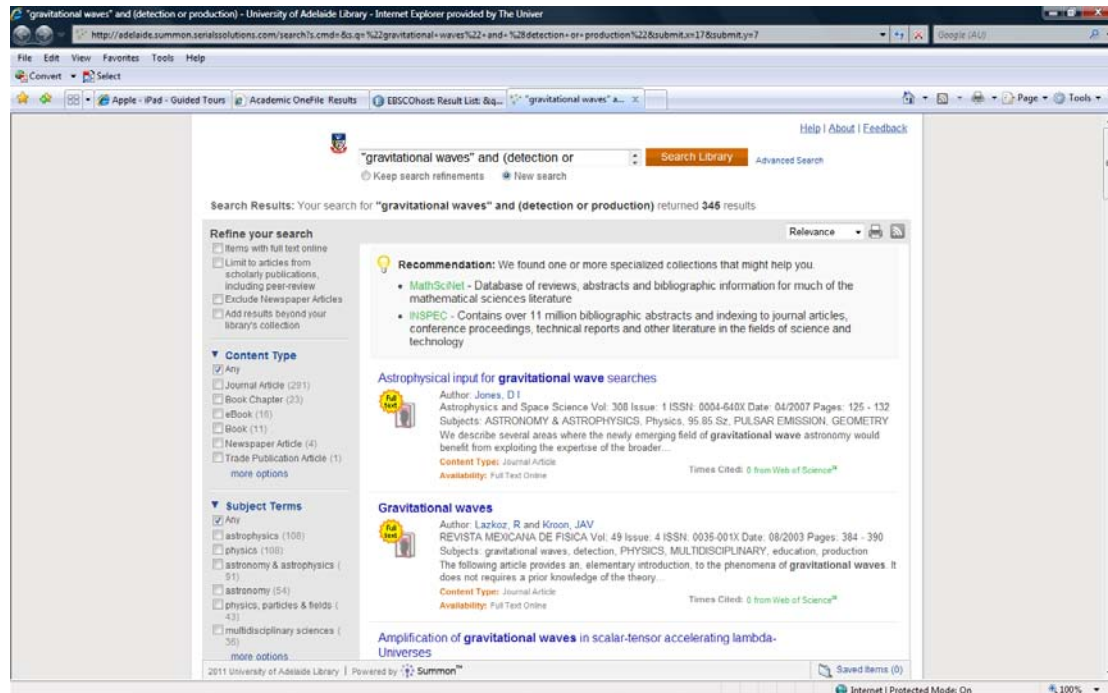 "gravitational waves" and (detection or production) - University of Adelaide Library - Internet Explorer provided by The Univer
http://adelaide.summon.serialssolutions.com/search?s.cmd=&s.q=%22gravitational+waves%22+and+%28detection+or+production%22&submit.x=17&submit.y=7
Google (AU)
File Edit View Favorites Tools Help
Convert Select
Apple - iPad - Guided Tours
Academic OneFile Results
EBSCOhost: Result List: &q...
"gravitational waves" a...
Page Tools
Help | About | Feedback
"gravitational waves" and (detection or
Search Library
Advanced Search
Keep search refinements New search
Search Results: Your search for "gravitational waves" and (detection or production) returned 345 results
Refine your search
Items with full text online
Limit to articles from
scholarly publications,
including peer-review
Exclude Newspaper Articles
Add results beyond your
library's collection
Content Type
Any
Journal Article (291)
Book Chapter (23)
eBook (16)
Book (11)
Newspaper Article (4)
Trade Publication Article (1)
more options
Subject Terms
Any
astrophysics (108)
physics (108)
astronomy & astrophysics (
51)
astronomy (54)
physics, particles & fields (
43)
multidisciplinary sciences (
36)
more options
Relevance
Recommendation: We found one or more specialized collections that might help you.
• MathSciNet - Database of reviews, abstracts and bibliographic information for much of the
mathematical sciences literature
• INSPEC - Contains over 11 million bibliographic abstracts and indexing to journal articles,
conference proceedings, technical reports and other literature in the fields of science and
technology
Astrophysical input for gravitational wave searches
Full text
Author: Jones, D I
Astrophysics and Space Science Vol: 308 Issue: 1 ISSN: 0004-640X Date: 04/2007 Pages: 125 - 132
Subjects: ASTRONOMY & ASTROPHYSICS, Physics, 95.85 Sz, PULSAR EMISSION, GEOMETRY
We describe several areas where the newly emerging field of gravitational wave astronomy would
benefit from exploiting the expertise of the broader...
Content Type: Journal Article
Availability: Full Text Online
Times Cited: 0 from Web of Science
Gravitational waves
Full text
Author: Lazkoz, R and Kroon, JAV
REVISTA MEXICANA DE FISICA Vol: 49 Issue: 4 ISSN: 0035-001X Date: 08/2003 Pages: 384 - 390
Subjects: gravitational waves, detection, PHYSICS, MULTIDISCIPLINARY, education, production
The following article provides an, elementary introduction, to the phenomena of gravitational waves. It
does not requires a prior knowledge of the theory...
Content Type: Journal Article
Availability: Full Text Online
Times Cited: 0 from Web of Science
Amplification of gravitational waves in scalar-tensor accelerating lambda-
Universes
2011 University of Adelaide Library | Powered by Summon™
Saved Items (0)
Internet | Protected Mode: On
100%